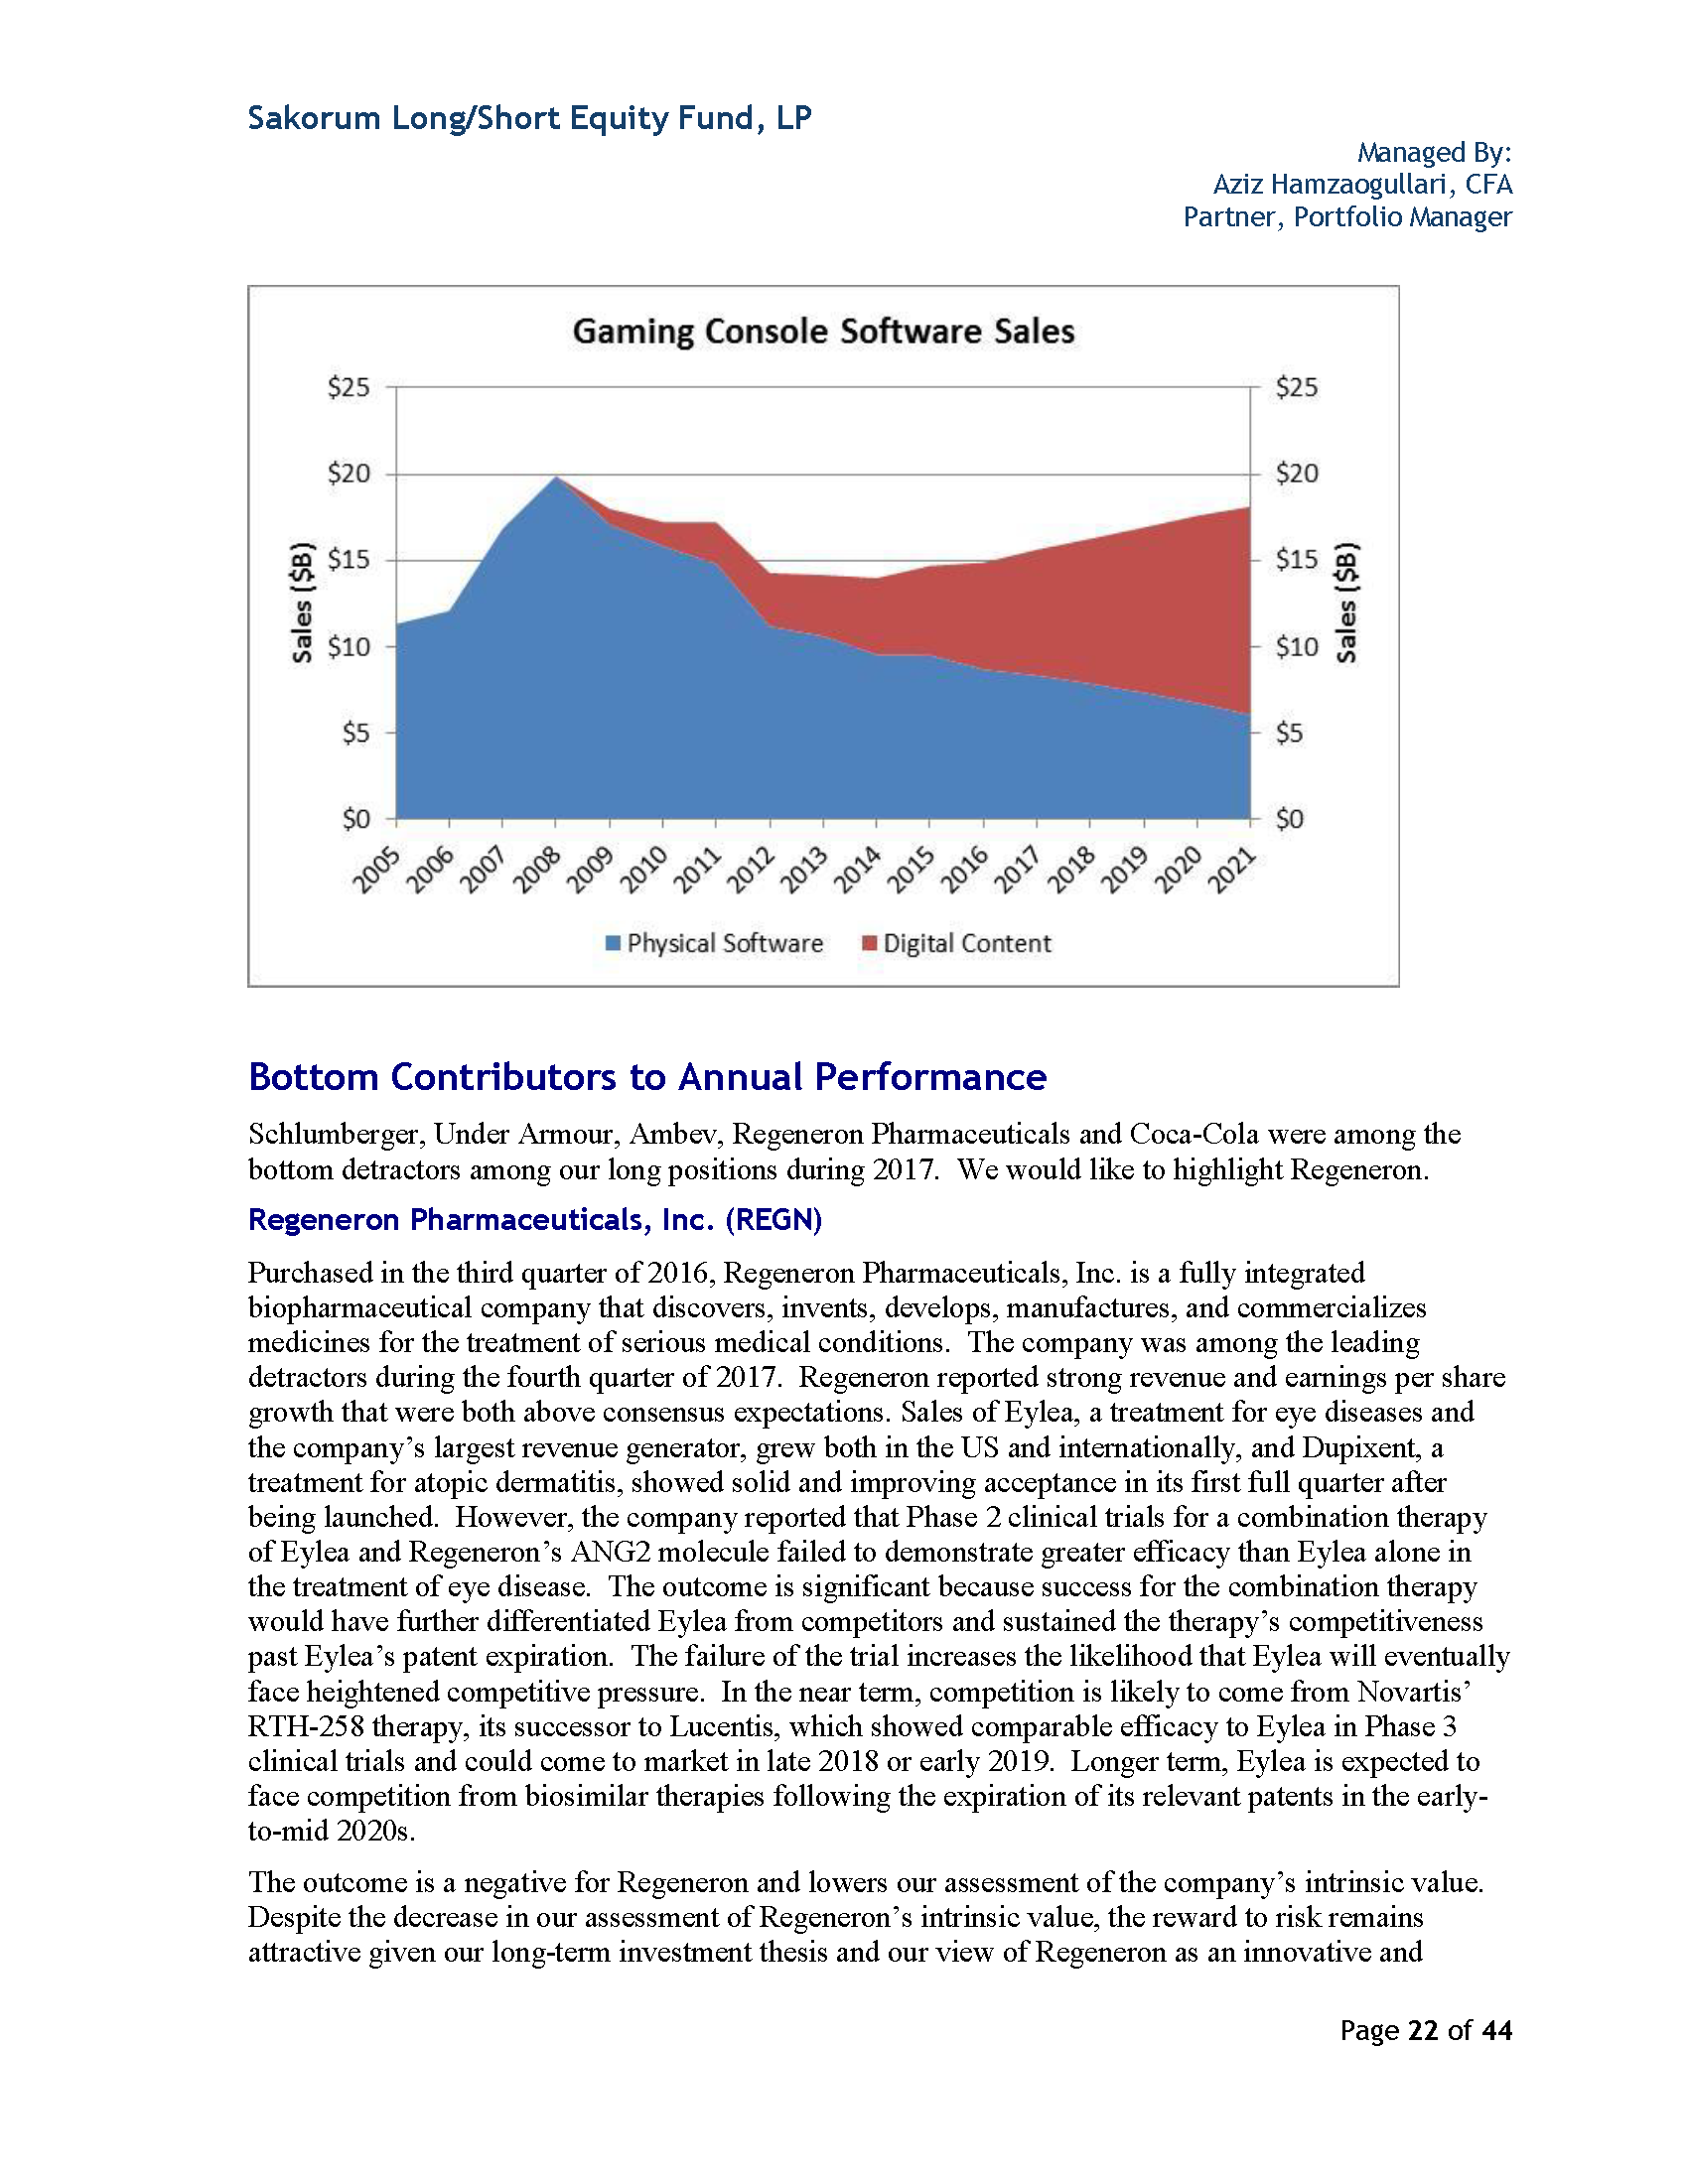 Sakorum Long/Short Equity Fund, LP
Managed By:
Aziz Hamzaogullari, CFA
Partner, Portfolio Manager
Gaming Console Software Sales
$25
$20
$15
$10
$5
$0
Sales ($B)
$25
$20
$15
$10
$5
$0
Sales ($B)
2005 2006 2007 2008 2009 2010 2011 2012 2013 2014 2015 2016 2017 2018 2019 2020 2021
Physical Software Digital Content
Bottom Contributors to Annual Performance
Schlumberger, Under Armour, Ambev, Regeneron Pharmaceuticals and Coca-Cola were among the
bottom detractors among our long positions during 2017.  We would like to highlight Regeneron.
Regeneron Pharmaceuticals, Inc. (REGN)
Purchased in the third quarter of 2016, Regeneron Pharmaceuticals, Inc. is a fully integrated
biopharmaceutical company that discovers, invents, develops, manufactures, and commercializes
medicines for the treatment of serious medical conditions.  The company was among the leading
detractors during the fourth quarter of 2017.  Regeneron reported strong revenue and earnings per share
growth that were both above consensus expectations. Sales of Eylea, a treatment for eye diseases and
the company’s largest revenue generator, grew both in the US and internationally, and Dupixent, a
treatment for atopic dermatitis, showed solid and improving acceptance in its first full quarter after
being launched.  However, the company reported that Phase 2 clinical trials for a combination therapy
of Eylea and Regeneron’s ANG2 molecule failed to demonstrate greater efficacy than Eylea alone in
the treatment of eye disease.  The outcome is significant because success for the combination therapy
would have further differentiated Eylea from competitors and sustained the therapy’s competitiveness
past Eylea’s patent expiration.  The failure of the trial increases the likelihood that Eylea will eventually
face heightened competitive pressure.  In the near term, competition is likely to come from Novartis’
RTH-258 therapy, its successor to Lucentis, which showed comparable efficacy to Eylea in Phase 3
clinical trials and could come to market in late 2018 or early 2019.  Longer term, Eylea is expected to
face competition from biosimilar therapies following the expiration of its relevant patents in the early-
to-mid 2020s.
The outcome is a negative for Regeneron and lowers our assessment of the company’s intrinsic value.
Despite the decrease in our assessment of Regeneron’s intrinsic value, the reward to risk remains
attractive given our long-term investment thesis and our view of Regeneron as an innovative and
Page 22 of 44